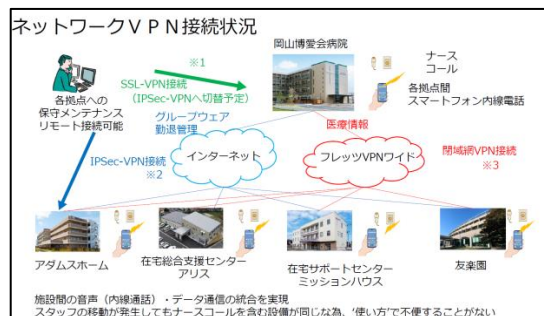 ネットワークVPN接続状況
※1
SSL-VPN接続
(IPSec-VPNへ切替予定)
岡山博愛会病院
ナース
コール
各拠点間
スマートフォン内線電話
各拠点への
保守メンテナンス
リモート接続可能
グループウェア
勤退管理
医療情報
IPSec-VPN接続
※2
インターネット
フレッツVPNワイド
閉域網VPN接続
※3
アダムスホーム
在宅総合支援センター
アリス
在宅サポートセンター
ミッションハウス
友楽園
施設間の音声(内線通話)・データ通信の統合を実現
スタッフの移動が発生してもナースコールを含む設備が同じな為、‘使い方’で不便することがない